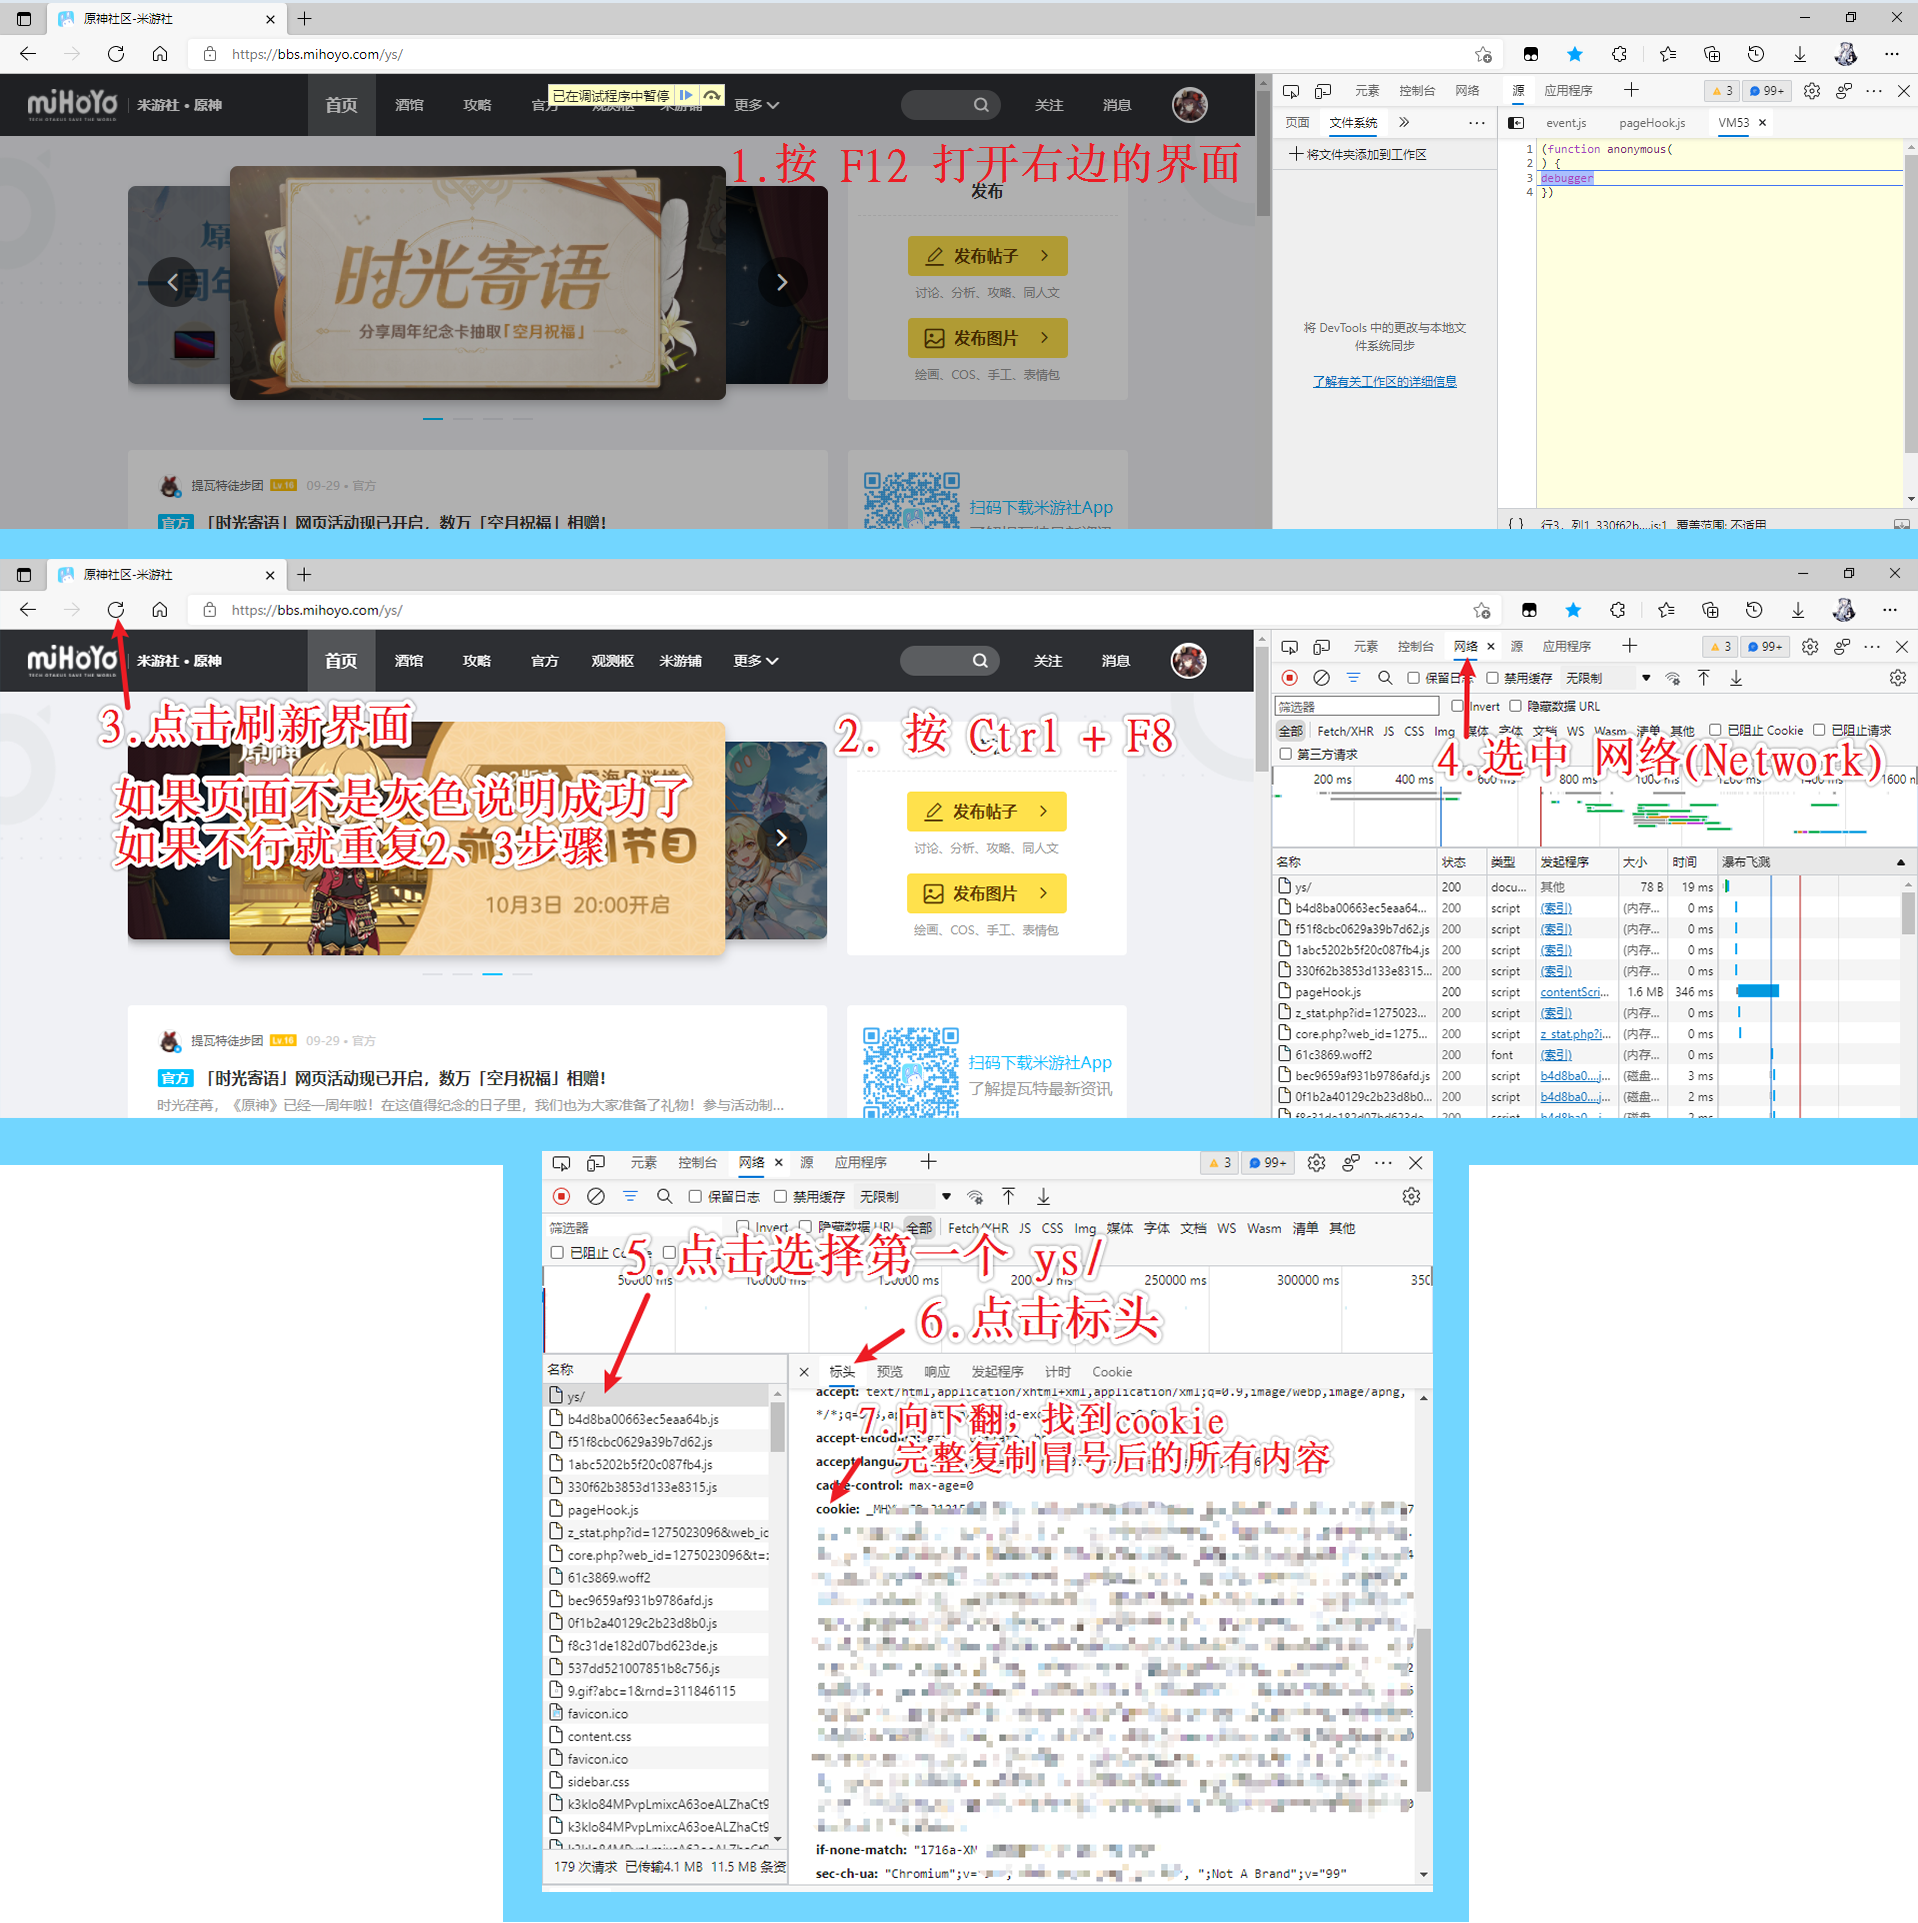 原神社区-米游社
https://bbs.mihoyo.com/ys/
miHoYo 米游社•原神 首页 酒馆 攻略 官方 观测枢 米游铺 更多 关注 消息
TECH OTAKUS SAVE THE WORLD
已在调试程序中暂停
1.按 F12 打开右边的界面
时光寄语
分享周年纪念卡抽取「空月祝福」
发布
发布帖子
讨论、分析、攻略、同人文
发布图片
绘画、COS、手工、表情包
提瓦特徒步团 Lv.16 09-29 • 官方
官方 「时光寄语」网页活动现已开启，数万「空月祝福」相赠！
扫码下载米游社App
元素 控制台 网络 源 应用程序 3 99+
页面 文件系统
将文件夹添加到工作区
将 DevTools 中的更改与本地文
件系统同步
了解有关工作区的详细信息
event.js pageHook.js VM53
1 (function anonymous(
2 ) {
3 debugger
4 })
{ } 行3，列1 330f62b....js:1 覆盖范围: 不适用
原神社区-米游社
https://bbs.mihoyo.com/ys/
miHoYo 米游社•原神 首页 酒馆 攻略 官方 观测枢 米游铺 更多 关注 消息
TECH OTAKUS SAVE THE WORLD
3.点击刷新界面
如果页面不是灰色说明成功了
如果不行就重复2、3步骤
2. 按 Ctrl + F8
10月3日 20:00开启
发布帖子
讨论、分析、攻略、同人文
发布图片
绘画、COS、手工、表情包
提瓦特徒步团 Lv.16 09-29 • 官方
官方 「时光寄语」网页活动现已开启，数万「空月祝福」相赠！
时光荏苒，《原神》已经一周年啦！在这值得纪念的日子里，我们也为大家准备了礼物！参与活动制...
扫码下载米游社App
了解提瓦特最新资讯
元素 控制台 网络 源 应用程序 3 99+
保留日志 禁用缓存 无限制
筛选器 Invert 隐藏数据 URL
全部 Fetch/XHR JS CSS Img 媒体 字体 文档 WS Wasm 清单 其他 已阻止 Cookie 已阻止请求
第三方请求
4.选中 网络(Network)
200 ms 400 ms 600 ms 800 ms 1000 ms 1200 ms 1400 ms 1600 n
名称 状态 类型 发起程序 大小 时间 瀑布飞溅
ys/ 200 docu... 其他 78 B 19 ms
b4d8ba00663ec5eaa64... 200 script (索引) (内存... 0 ms
f51f8cbc0629a39b7d62.js 200 script (索引) (内存... 0 ms
1abc5202b5f20c087fb4.js 200 script (索引) (内存... 0 ms
330f62b3853d133e8315... 200 script (索引) (内存... 0 ms
pageHook.js 200 script contentScri... 1.6 MB 346 ms
z_stat.php?id=1275023... 200 script (索引) (内存... 0 ms
core.php?web_id=1275... 200 script z_stat.php?i... (内存... 0 ms
61c3869.woff2 200 font (索引) (内存... 0 ms
bec9659af931b9786afd.js 200 script b4d8ba0....j... (磁盘... 3 ms
0f1b2a40129c2b23d8b0... 200 script b4d8ba0....j... (磁盘... 2 ms
f8c31de182d07bd623de... 200 script b4d8ba0....j... (磁盘... 2 ms
元素 控制台 网络 源 应用程序 3 99+
保留日志 禁用缓存 无限制
筛选器 Invert 隐藏数据 URL 全部 Fetch/XHR JS CSS Img 媒体 字体 文档 WS Wasm 清单 其他
已阻止 Cookie
5.点击选择第一个 ys/
50000 ms 100000 ms 150000 ms 200000 ms 250000 ms 300000 ms 350
6.点击标头
名称
ys/
b4d8ba00663ec5eaa64b.js
f51f8cbc0629a39b7d62.js
1abc5202b5f20c087fb4.js
330f62b3853d133e8315.js
pageHook.js
z_stat.php?id=1275023096&web_ic
core.php?web_id=1275023096&t=z
61c3869.woff2
bec9659af931b9786afd.js
0f1b2a40129c2b23d8b0.js
f8c31de182d07bd623de.js
537dd521007851b8c756.js
9.gif?abc=1&rnd=311846115
favicon.ico
content.css
favicon.ico
sidebar.css
k3klo84MPvpLmixcA63oeALZhaCt9
k3klo84MPvpLmixcA63oeALZhaCt9
k3klo84MPvpLmixcA63oeALZhaCt9
179 次请求 已传输4.1 MB 11.5 MB 条资
标头 预览 响应 发起程序 计时 Cookie
accept: text/html,application/xhtml+xml,application/xml;q=0.9,image/webp,image/apng,
7.向下翻，找到cookie
accept-encoding:
完整复制冒号后的所有内容
accept-langua
cache-control: max-age=0
cookie: _MHY
if-none-match: "1716a-XM
sec-ch-ua: "Chromium";v= ", ";Not A Brand";v="99"